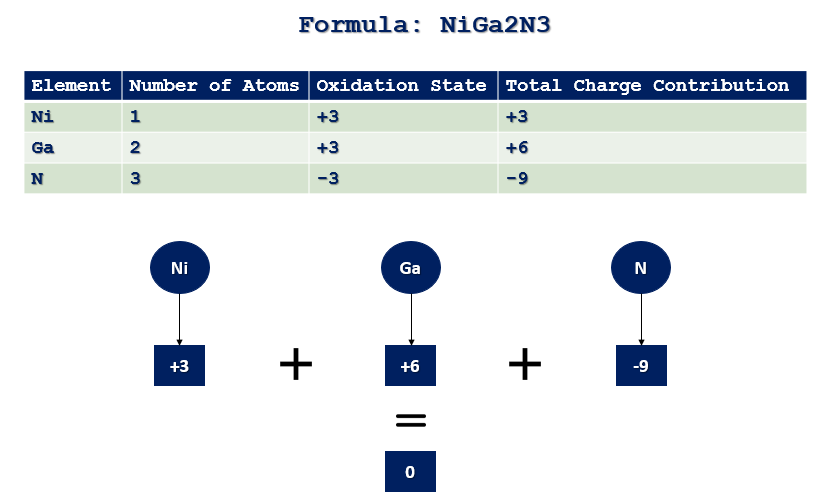 Formula: NiGa2N3
Element Number of Atoms Oxidation State Total Charge Contribution
Ni 1 +3 +3
Ga 2 +3 +6
N 3 -3 -9
Ni Ga N
+3 + +6 + -9
=
0